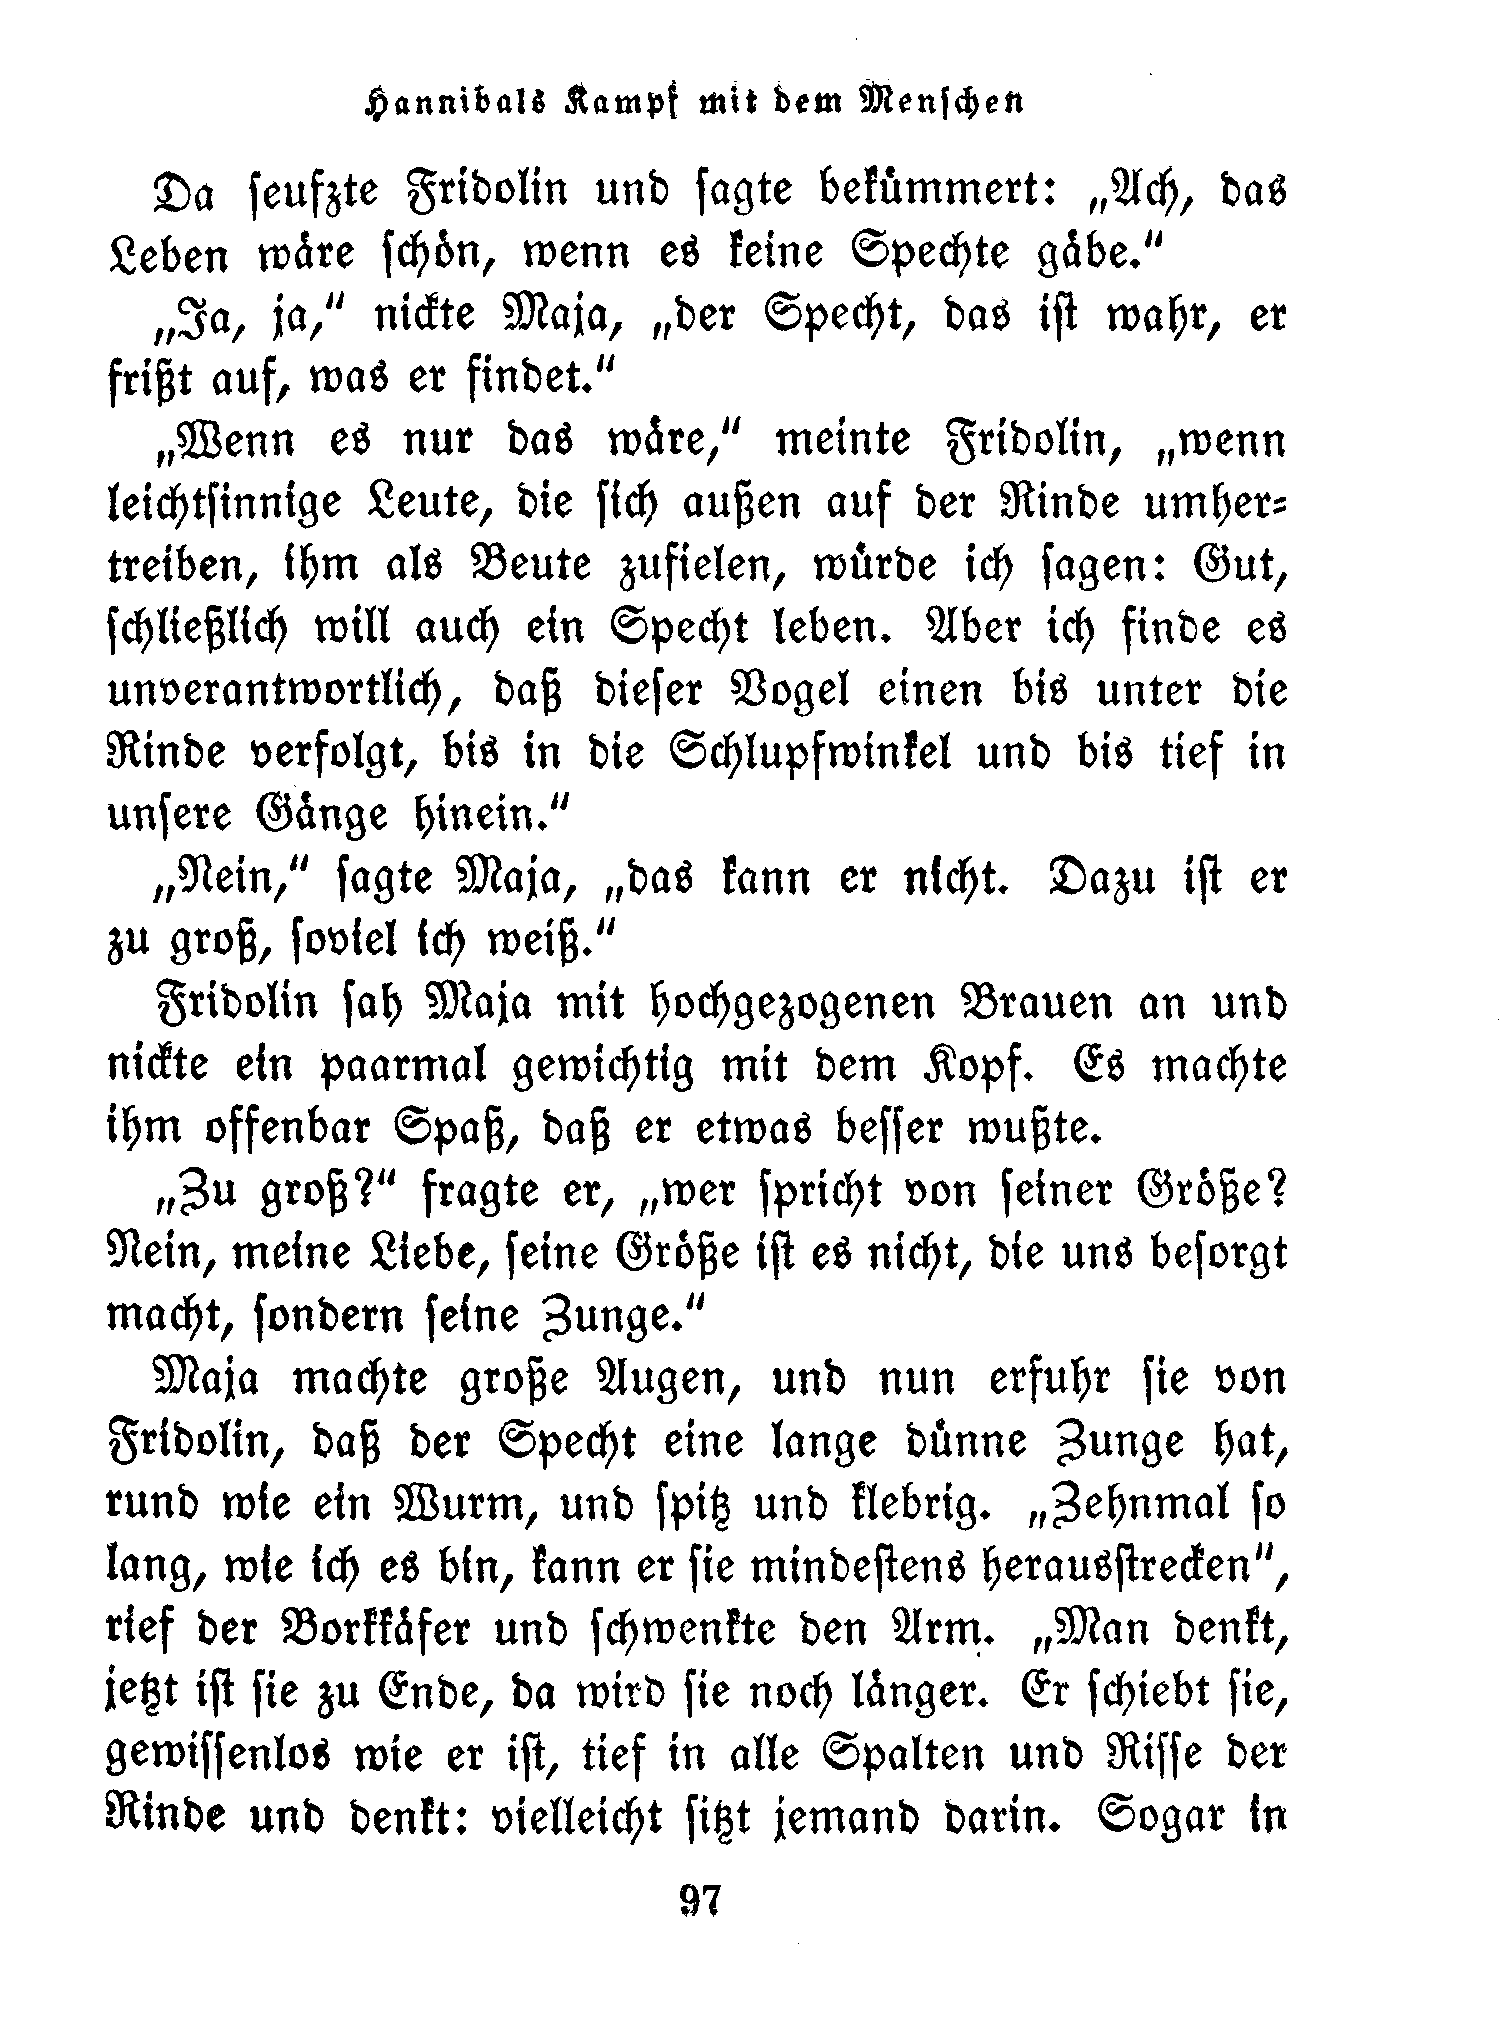 Hannibals Kampf mit dem Menschen
Da seufzte Fridolin und sagte bekümmert: „Ach, das
Leben wäre schön, wenn es keine Spechte gäbe.“
„Ja, ja,“ nickte Maja, „der Specht, das ist wahr, er
frißt auf, was er findet.“
„Wenn es nur das wäre,“ meinte Fridolin, „wenn
leichtsinnige Leute, die sich außen auf der Rinde umher-
treiben, ihm als Beute zufielen, würde ich sagen: Gut,
schließlich will auch ein Specht leben. Aber ich finde es
unverantwortlich, daß dieser Vogel einen bis unter die
Rinde verfolgt, bis in die Schlupfwinkel und bis tief in
unsere Gänge hinein.“
„Nein,“ sagte Maja, „das kann er nicht. Dazu ist er
zu groß, soviel ich weiß.“
Fridolin sah Maja mit hochgezogenen Brauen an und
nickte ein paarmal gewichtig mit dem Kopf. Es machte
ihm offenbar Spaß, daß er etwas besser wußte.
„Zu groß?“ fragte er, „wer spricht von seiner Größe?
Nein, meine Liebe, seine Größe ist es nicht, die uns besorgt
macht, sondern seine Zunge.“
Maja machte große Augen, und nun erfuhr sie von
Fridolin, daß der Specht eine lange dünne Zunge hat,
rund wie ein Wurm, und spitz und klebrig. „Zehnmal so
lang, wie ich es bin, kann er sie mindestens herausstrecken“,
rief der Borkkäfer und schwenkte den Arm. „Man denkt,
jetzt ist sie zu Ende, da wird sie noch länger. Er schiebt sie,
gewissenlos wie er ist, tief in alle Spalten und Risse der
Rinde und denkt: vielleicht sitzt jemand darin. Sogar in
97